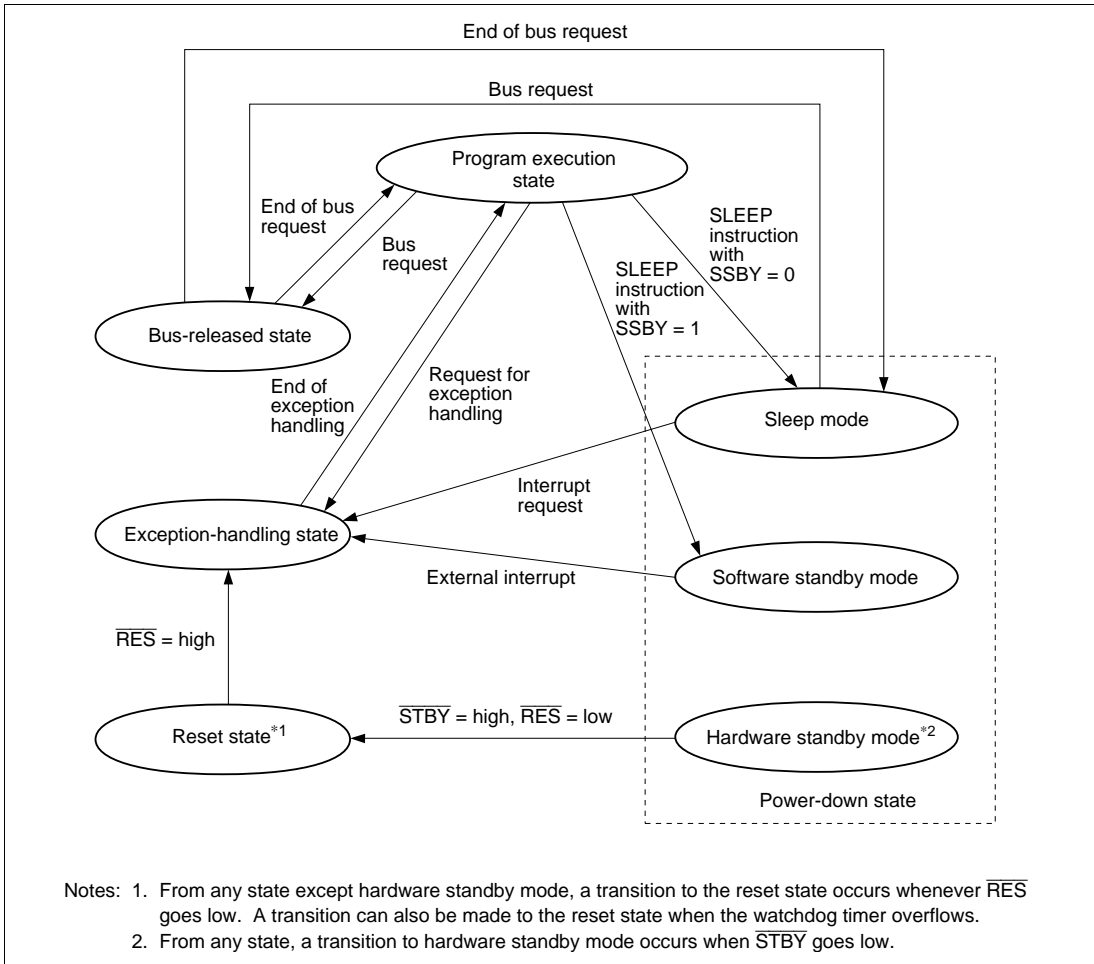 End of bus request
Bus request
Program execution
state
End of bus
request
Bus
request
SLEEP
instruction
with
SSBY = 0
SLEEP
instruction
with
SSBY = 1
Bus-released state
End of
exception
handling
Request for
exception
handling
Sleep mode
Interrupt
request
Exception-handling state
External interrupt
Software standby mode
R̅E̅S̅ = high
S̅T̅B̅Y̅ = high, R̅E̅S̅ = low
Reset state*1
Hardware standby mode*2
Power-down state
Notes: 1. From any state except hardware standby mode, a transition to the reset state occurs whenever R̅E̅S̅
goes low. A transition can also be made to the reset state when the watchdog timer overflows.
2. From any state, a transition to hardware standby mode occurs when S̅T̅B̅Y̅ goes low.